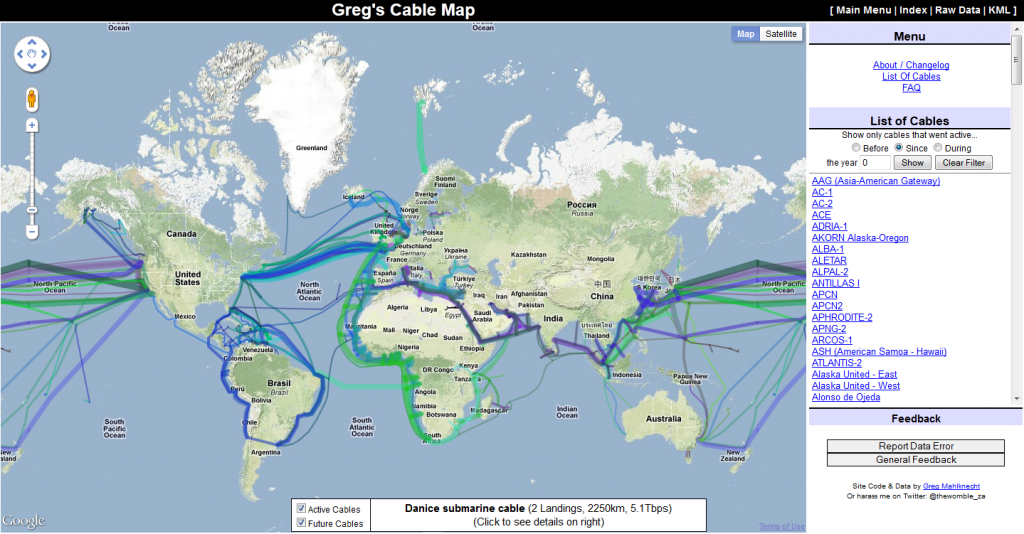 Greg's Cable Map
[ Main Menu | Index | Raw Data | KML ]
Map
Satellite
Greenland
Iceland
Suomi
Finland
Sverige
Sweden
Norge
Norway
Россия
Russia
Canada
United
Kingdom
Polska
Poland
Deutschland
Germany
Україна
Ukraine
Kazakhstan
Mongolia
France
Italia
Italy
España
Spain
Türkiye
Turkey
North Pacific
Ocean
United
States
North
Atlantic
Ocean
中国
China
대한민국
日本
North Pacific
Ocean
Iraq
Iran
Afghanistan
Pakistan
Algeria
Libya
Egypt
Saudi
Arabia
India
México
Mauritania
Mali
Niger
Chad
Sudan
Thailand
Nigeria
Ethiopia
Venezuela
Colombia
DR Congo
Kenya
Tanzania
Indonesia
Papua New
Guinea
Perú
Brasil
Brazil
Bolivia
Angola
Namibia
Botswana
Madagascar
Indian
Ocean
Australia
Chile
South
Pacific
Ocean
South
Atlantic
Ocean
South
Africa
Argentina
New
Zealand
Google
Active Cables
Future Cables
Danice submarine cable (2 Landings, 2250km, 5.1Tbps)
(Click to see details on right)
Terms of Use
Menu
About / Changelog
List Of Cables
FAQ
List of Cables
Show only cables that went active...
Before Since During
the year 0 Show Clear Filter
AAG (Asia-American Gateway)
AC-1
AC-2
ACE
ADRIA-1
AKORN Alaska-Oregon
ALBA-1
ALETAR
ALPAL-2
ANTILLAS I
APCN
APCN2
APHRODITE-2
APNG-2
ARCOS-1
ASH (American Samoa - Hawaii)
ATLANTIS-2
Alaska United - East
Alaska United - West
Alonso de Ojeda
Feedback
Report Data Error
General Feedback
Site Code & Data by Greg Mahlknecht
Or harass me on Twitter: @thewomble_za